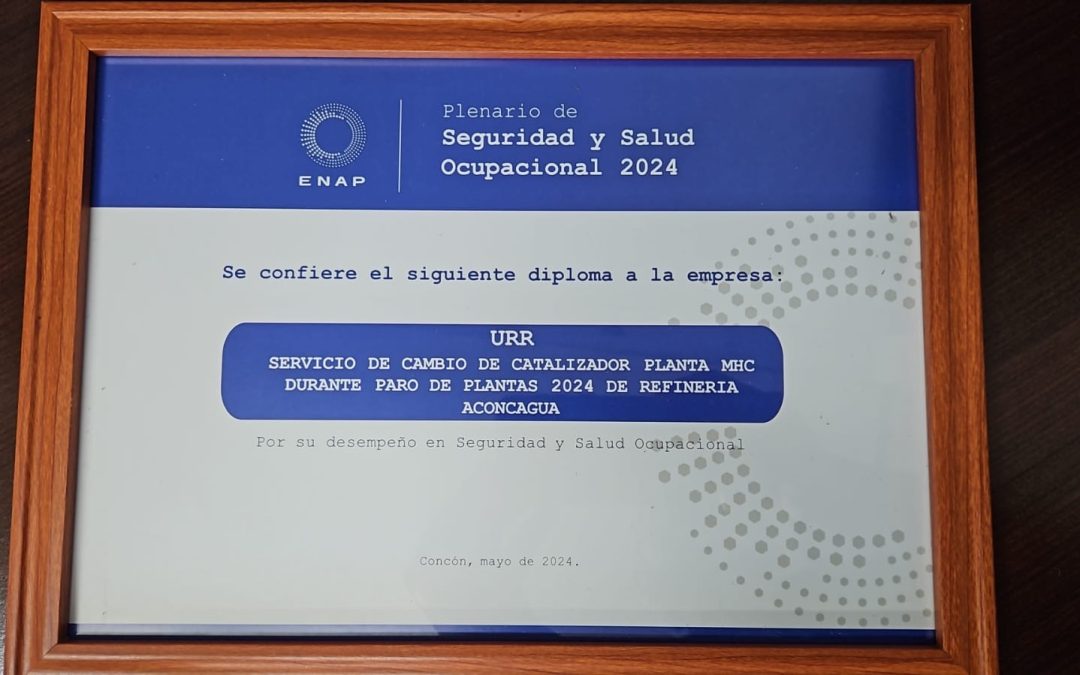 ENAP
Plenario de
Seguridad y Salud
Ocupacional 2024
Se confiere el siguiente diploma a la empresa:
URR
SERVICIO DE CAMBIO DE CATALIZADOR PLANTA MHC
DURANTE PARO DE PLANTAS 2024 DE REFINERIA
ACONCAGUA
Por su desempeño en Seguridad y Salud Ocupacional
Concón, mayo de 2024.